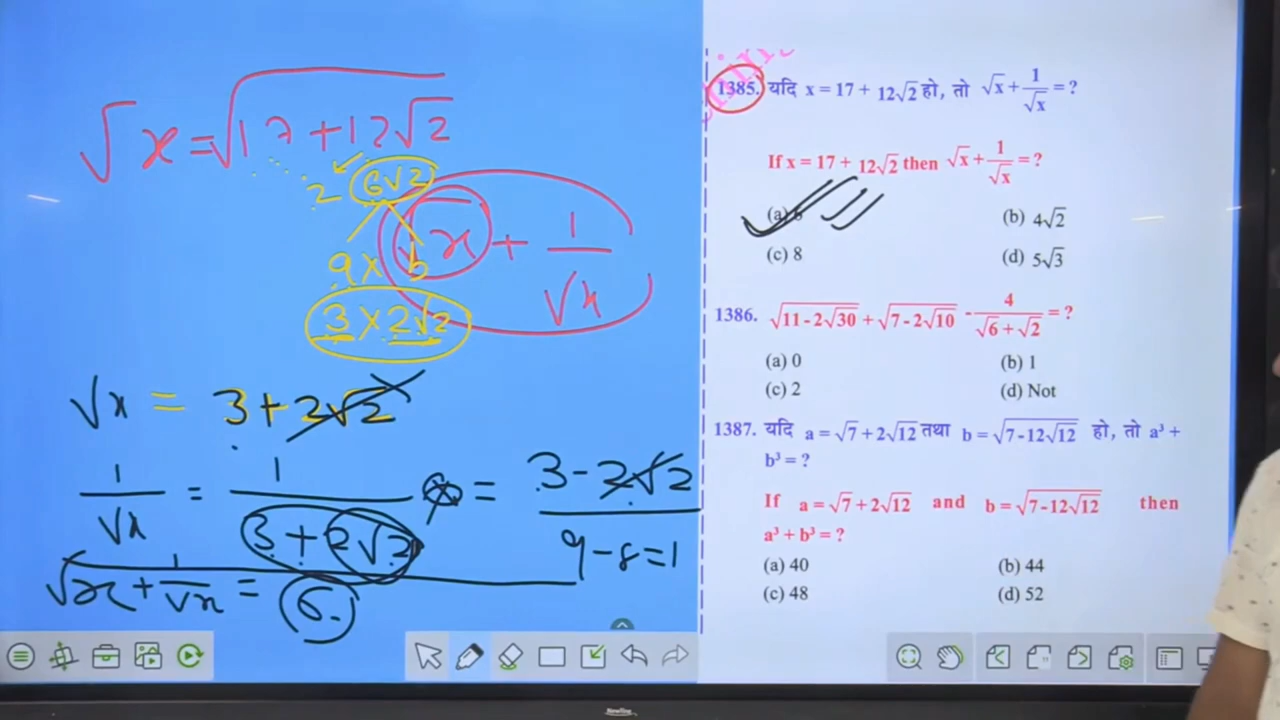 √x = √17 + 12√2
2 6√2
9 × 6
3 × 2√2
√x + 1/√x
√x = 3 + 2√2
1/√x = 1/(3 + 2√2) = (3 - 2√2)/(9 - 8 = 1)
√x + 1/√x = 6.
1385. यदि x = 17 + 12√2 हो, तो √x + 1/√x = ?
If x = 17 + 12√2 then √x + 1/√x = ?
(a) 6 (b) 4√2
(c) 8 (d) 5√3
1386. √(11-2√30) + √(7-2√10) - 4/(√6 + √2) = ?
(a) 0 (b) 1
(c) 2 (d) Not
1387. यदि a = √7 + 2√12 तथा b = √(7-12√12) हो, तो a³ +
b³ = ?
If a = √7 + 2√12 and b = √(7-12√12) then
a³ + b³ = ?
(a) 40 (b) 44
(c) 48 (d) 52